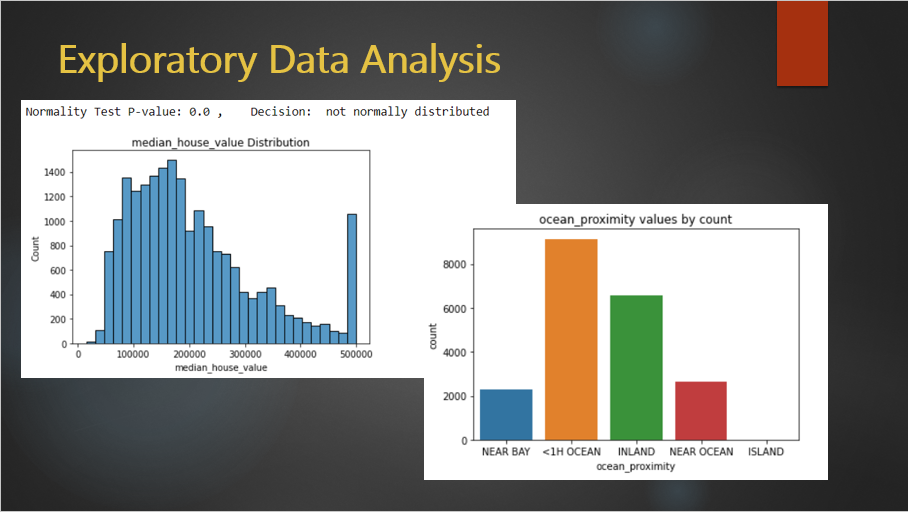 Exploratory Data Analysis
Normality Test P-value: 0.0 ,    Decision:  not normally distributed
median_house_value Distribution
1400
1200
1000
800
600
400
200
0
Count
0 100000 200000 300000 400000 500000
median_house_value
ocean_proximity values by count
8000
6000
4000
2000
0
count
NEAR BAY <1H OCEAN INLAND NEAR OCEAN ISLAND
ocean_proximity